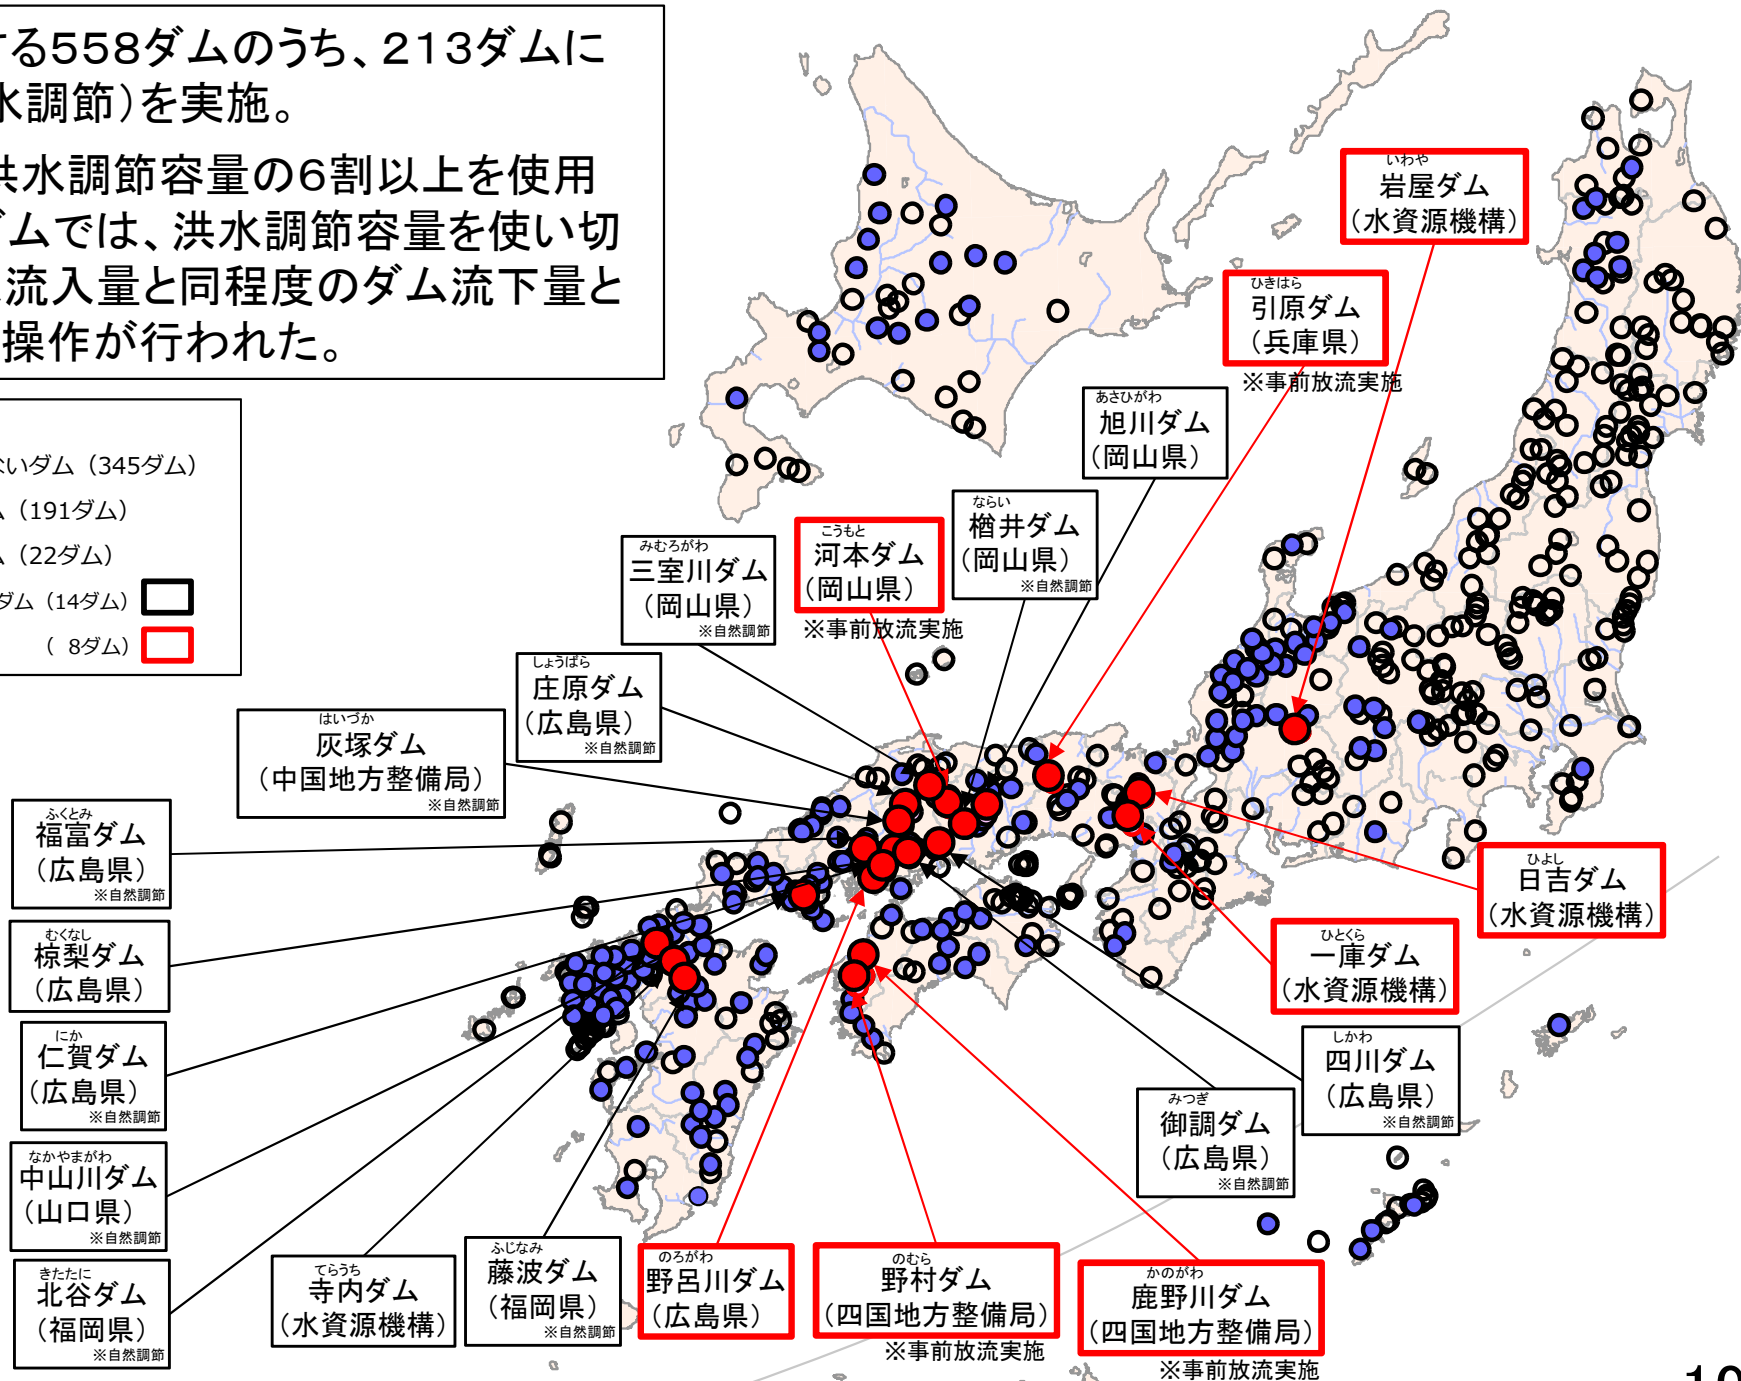 する558ダムのうち、213ダムに
水調節）を実施。
洪水調節容量の6割以上を使用
ダムでは、洪水調節容量を使い切
流入量と同程度のダム流下量と
操作が行われた。
ないダム（345ダム）
ム（191ダム）
ム（22ダム）
ダム（14ダム）
（ 8ダム）
いわや
岩屋ダム
（水資源機構）
ひきはら
引原ダム
（兵庫県）
※事前放流実施
あさひがわ
旭川ダム
（岡山県）
ならい
楢井ダム
（岡山県）
※自然調節
こうもと
河本ダム
（岡山県）
※事前放流実施
みむろがわ
三室川ダム
（岡山県）
※自然調節
しょうばら
庄原ダム
（広島県）
※自然調節
はいづか
灰塚ダム
（中国地方整備局）
※自然調節
ふくとみ
福富ダム
（広島県）
※自然調節
むくなし
椋梨ダム
（広島県）
にか
仁賀ダム
（広島県）
※自然調節
なかやまがわ
中山川ダム
（山口県）
※自然調節
きたたに
北谷ダム
（福岡県）
※自然調節
てらうち
寺内ダム
（水資源機構）
ふじなみ
藤波ダム
（福岡県）
※自然調節
のろがわ
野呂川ダム
（広島県）
のむら
野村ダム
（四国地方整備局）
※事前放流実施
かのがわ
鹿野川ダム
（四国地方整備局）
※事前放流実施
みつぎ
御調ダム
（広島県）
※自然調節
しかわ
四川ダム
（広島県）
※自然調節
ひとくら
一庫ダム
（水資源機構）
ひよし
日吉ダム
（水資源機構）